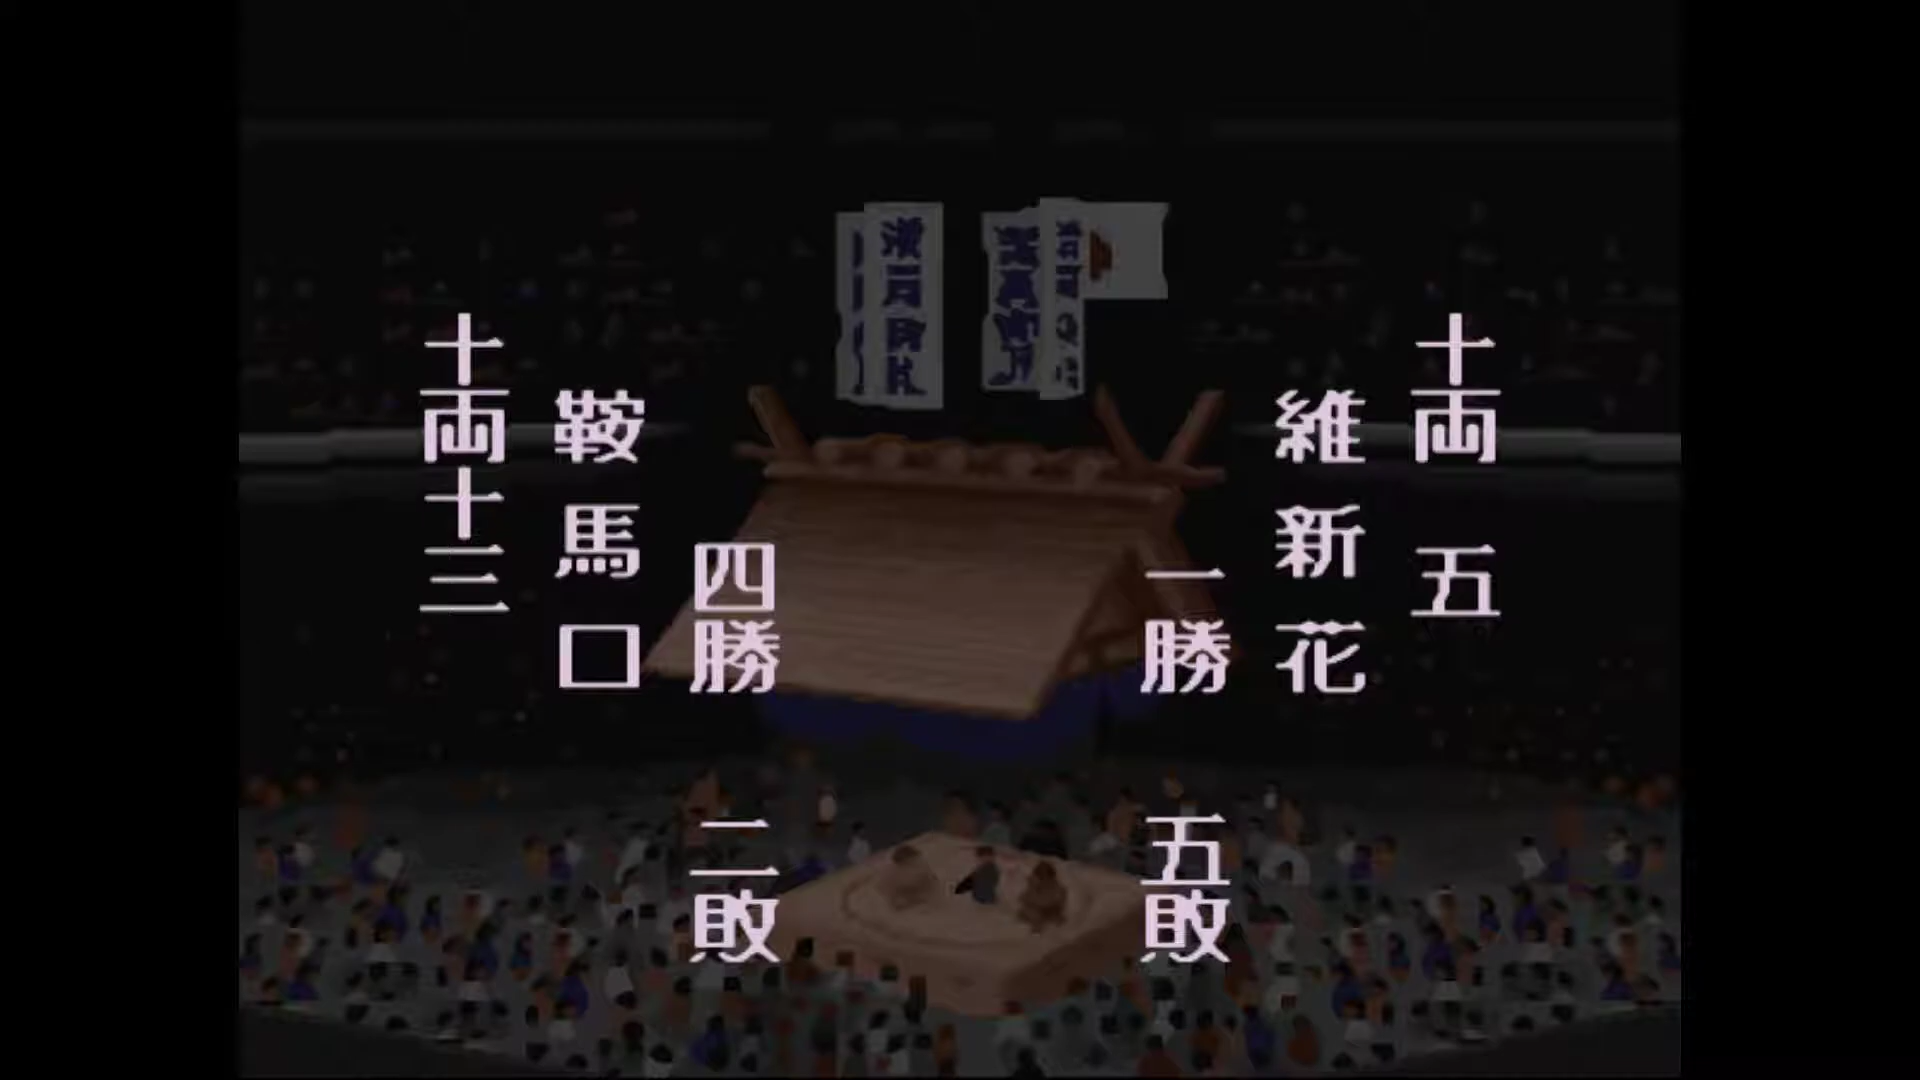 十両 五
維新花
一勝 五敗
四勝 二敗
鞍馬口
十両十三